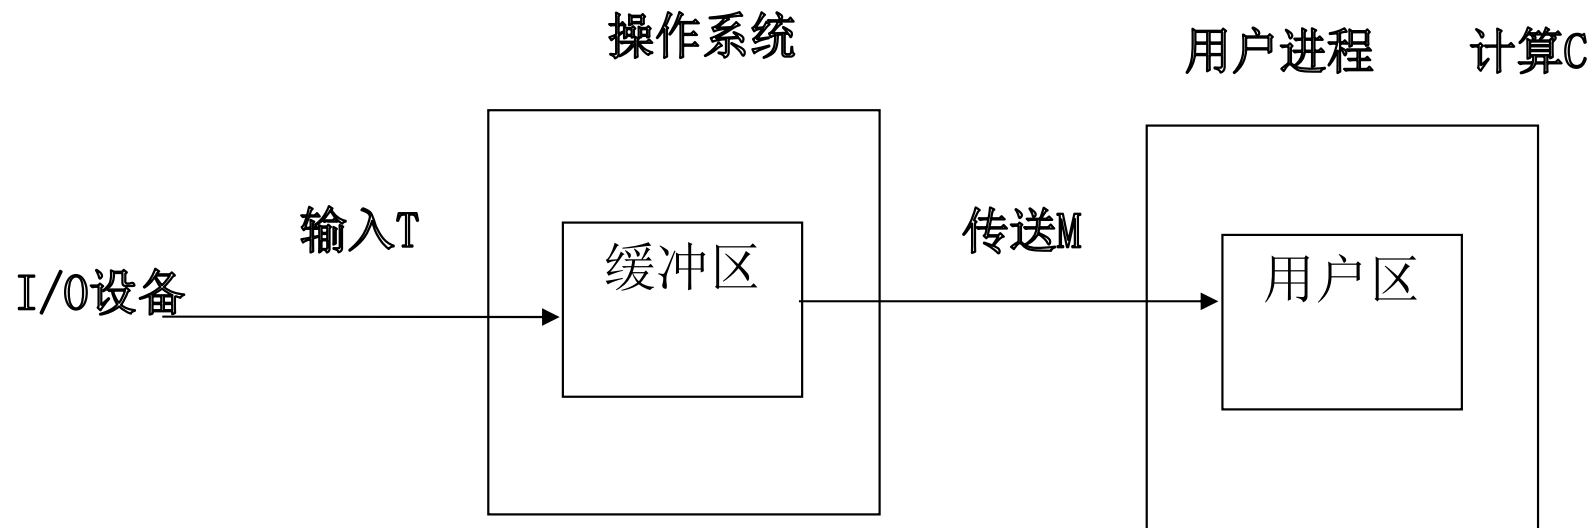 操作系统
用户进程 计算C
输入T
传送M
I/O设备
缓冲区
用户区